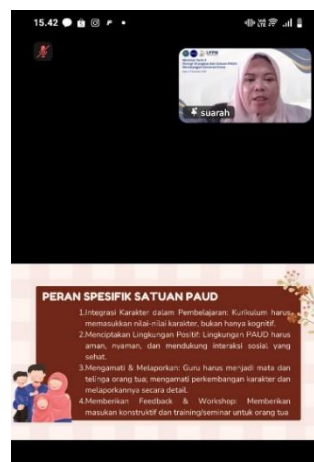 15.42
LPPM
suarah
PERAN SPESIFIK SATUAN PAUD
1.Integrasi Karakter dalam Pembelajaran: Kurikulum harus
memasukkan nilai-nilai karakter, bukan hanya kognitif.
2.Menciptakan Lingkungan Positif: Lingkungan PAUD harus
aman, nyaman, dan mendukung interaksi sosial yang
sehat.
3.Mengamati & Melaporkan: Guru harus menjadi mata dan
telinga orang tua; mengamati perkembangan karakter dan
melaporkannya secara detail.
4.Memberikan Feedback & Workshop: Memberikan
masukan konstruktif dan training/seminar untuk orang tua